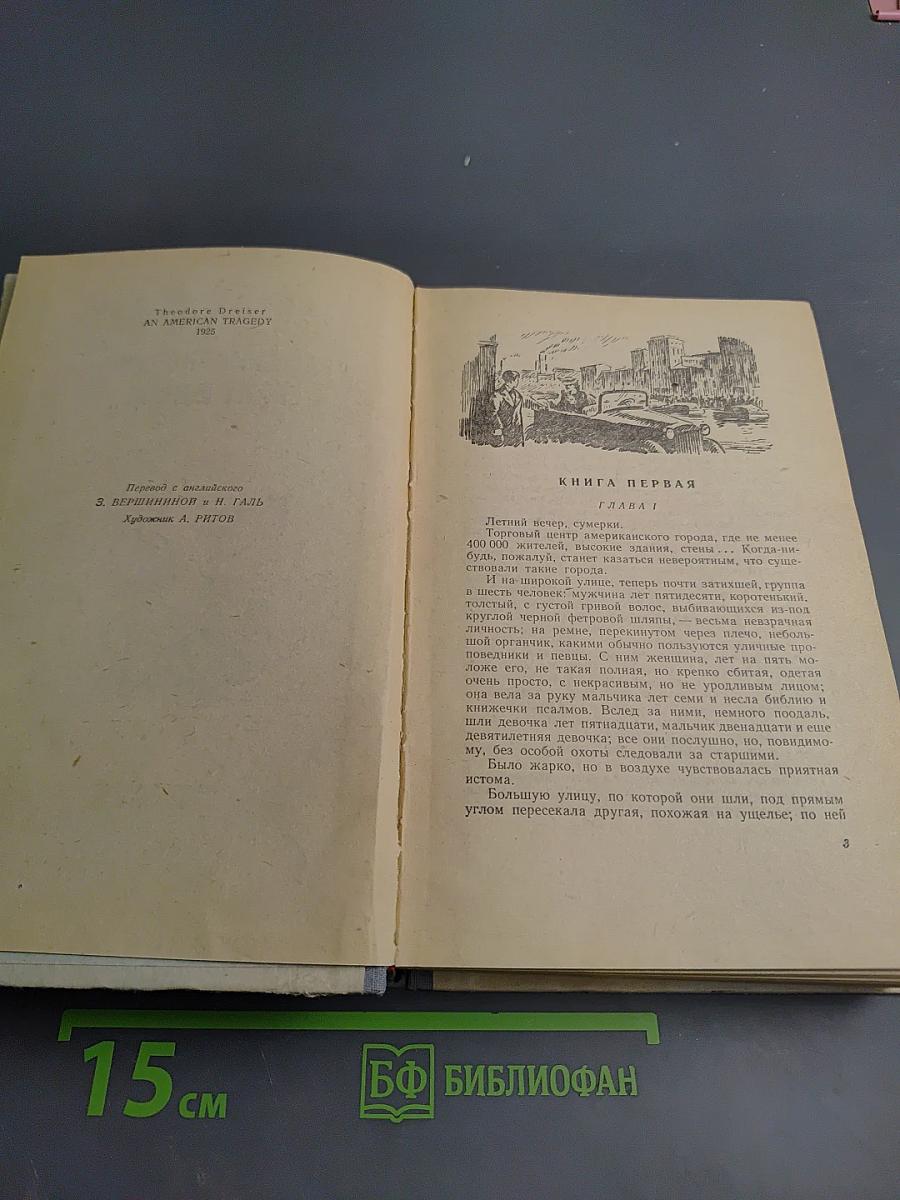 Theodore Dreiser
AN AMERICAN TRAGEDY
1925
Перевод с английского
З. ВЕРШИНИНОЙ и Н. ГАЛЬ
Художник А. РИТОВ
КНИГА ПЕРВАЯ
ГЛАВА I
Летний вечер, сумерки.
Торговый центр американского города, где не менее
400 000 жителей, высокие здания, стены... Когда-ни-
будь, пожалуй, станет казаться невероятным, что суще-
ствовали такие города.
И на широкой улице, теперь почти затихшей, группа
в шесть человек: мужчина лет пятидесяти, коротенький,
толстый, с густой гривой волос, выбивающихся из-под
круглой черной фетровой шляпы, — весьма невзрачная
личность; на ремне, перекинутом через плечо, неболь-
шой органчик, какими обычно пользуются уличные про-
поведники и певцы. С ним женщина, лет на пять мо-
ложе его, не такая полная, но крепко сбитая, одетая
очень просто, с некрасивым, но не уродливым лицом;
она вела за руку мальчика лет семи и несла библию и
книжечки псалмов. Вслед за ними, немного поодаль,
шли девочка лет пятнадцати, мальчик двенадцати и еще
девятилетняя девочка; все они послушно, но, повидимо-
му, без особой охоты следовали за старшими.
Было жарко, но в воздухе чувствовалась приятная
истома.
Большую улицу, по которой они шли, под прямым
углом пересекала другая, похожая на ущелье; по ней
3
15 см
БФ БИБЛИОФАН